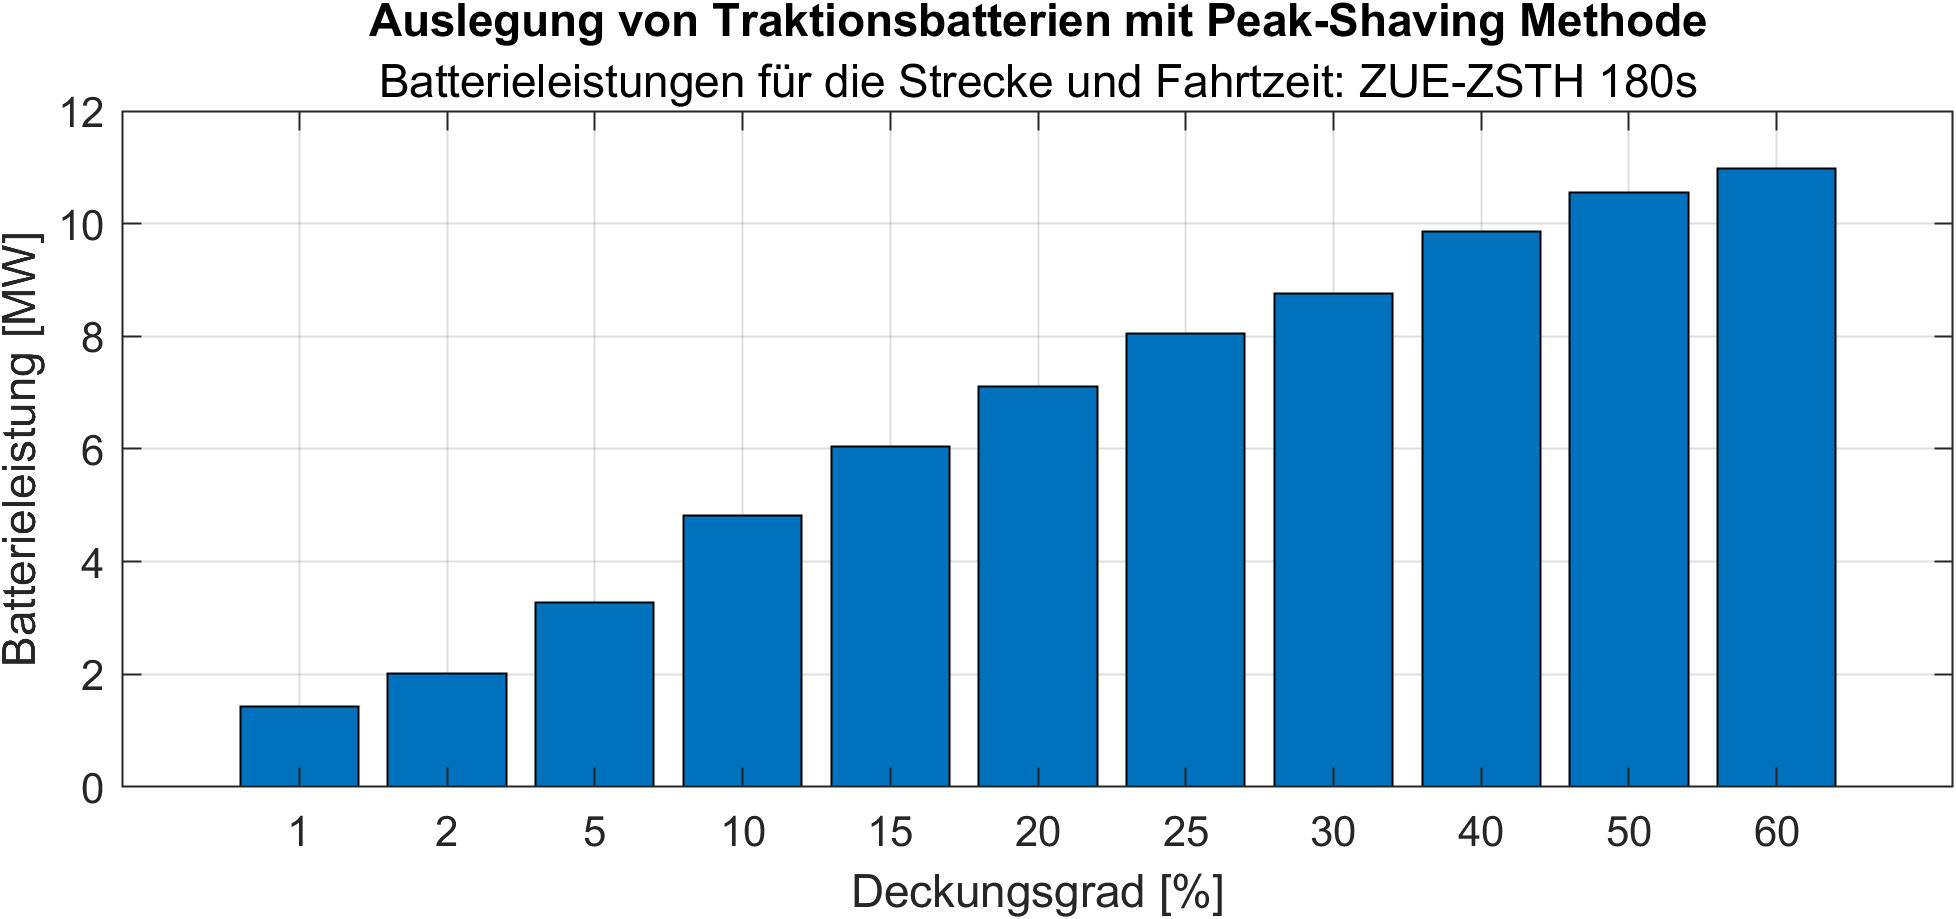 Auslegung von Traktionsbatterien mit Peak-Shaving Methode
Batterieleistungen für die Strecke und Fahrtzeit: ZUE-ZSTH 180s
Batterieleistung [MW]
12
10
8
6
4
2
0
1 2 5 10 15 20 25 30 40 50 60
Deckungsgrad [%]